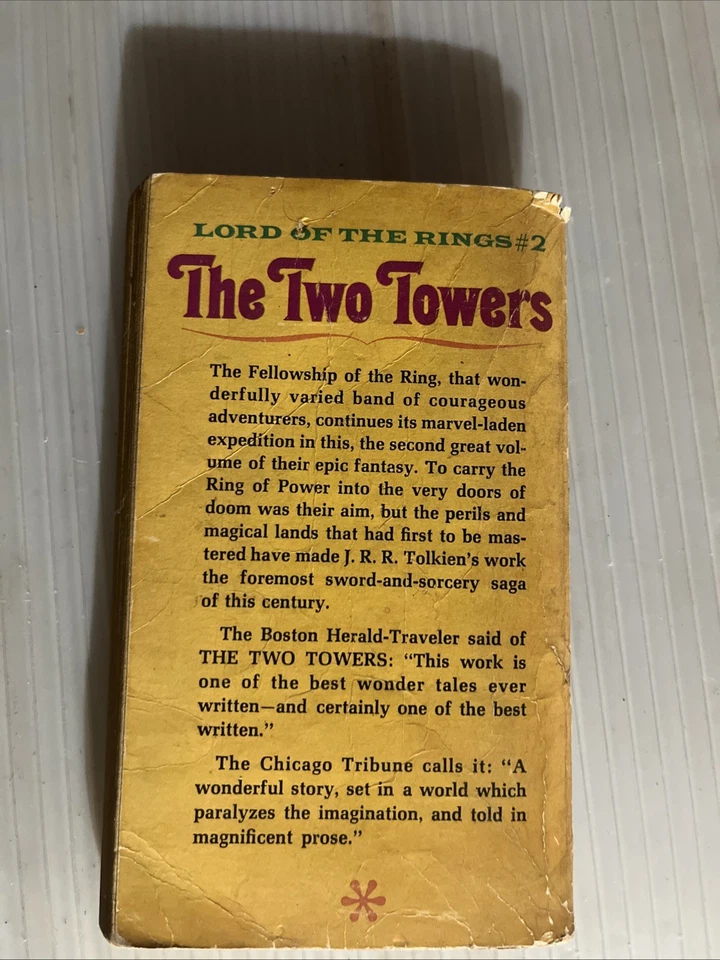 LORD OF THE RINGS #2
The Two Towers
The Fellowship of the Ring, that won-
derfully varied band of courageous
adventurers, continues its marvel-laden
expedition in this, the second great vol-
ume of their epic fantasy. To carry the
Ring of Power into the very doors of
doom was their aim, but the perils and
magical lands that had first to be mas-
tered have made J. R. R. Tolkien's work
the foremost sword-and-sorcery saga
of this century.
The Boston Herald-Traveler said of
THE TWO TOWERS: “This work is
one of the best wonder tales ever
written—and certainly one of the best
written.”
The Chicago Tribune calls it: “A
wonderful story, set in a world which
paralyzes the imagination, and told in
magnificent prose.”